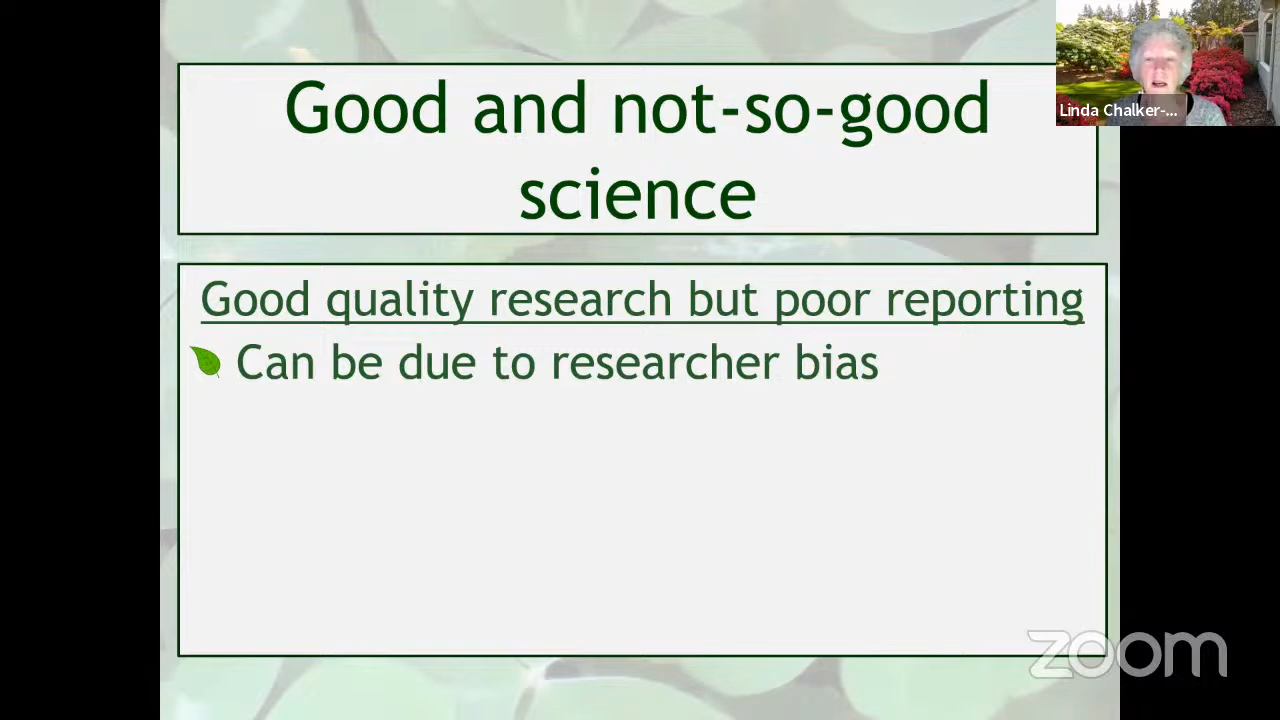 Good and not-so-good
science
Linda Chalker-...
Good quality research but poor reporting
Can be due to researcher bias
zoom